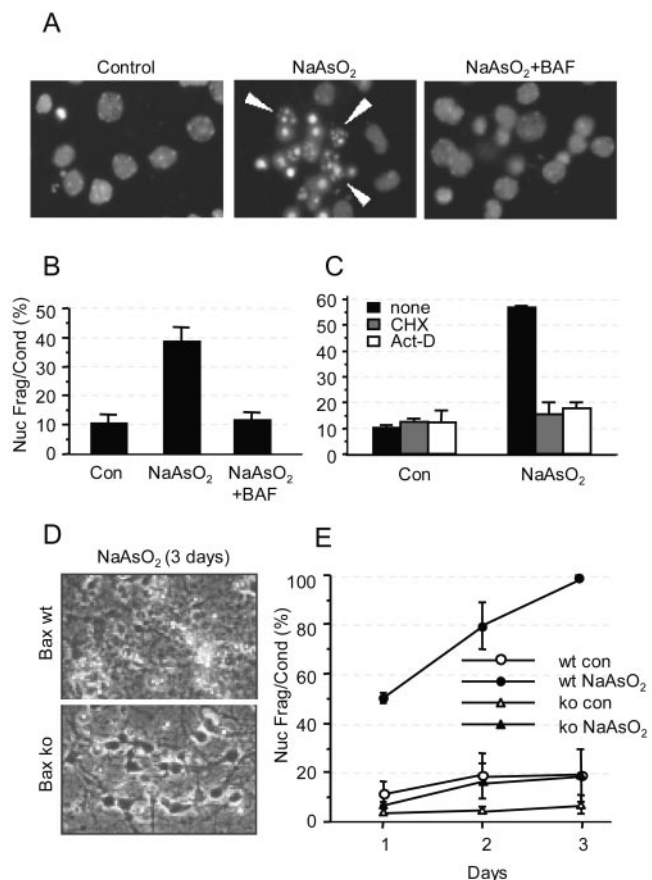 A
Control
NaAsO2
NaAsO2+BAF
B
Nuc Frag/Cond (%)
50
40
30
20
10
0
Con
NaAsO2
NaAsO2
+BAF
C
60
50
40
30
20
10
0
none
CHX
Act-D
Con
NaAsO2
D
NaAsO2 (3 days)
Bax wt
Bax ko
E
Nuc Frag/Cond (%)
100
80
60
40
20
0
wt con
wt NaAsO2
ko con
ko NaAsO2
1
2
3
Days